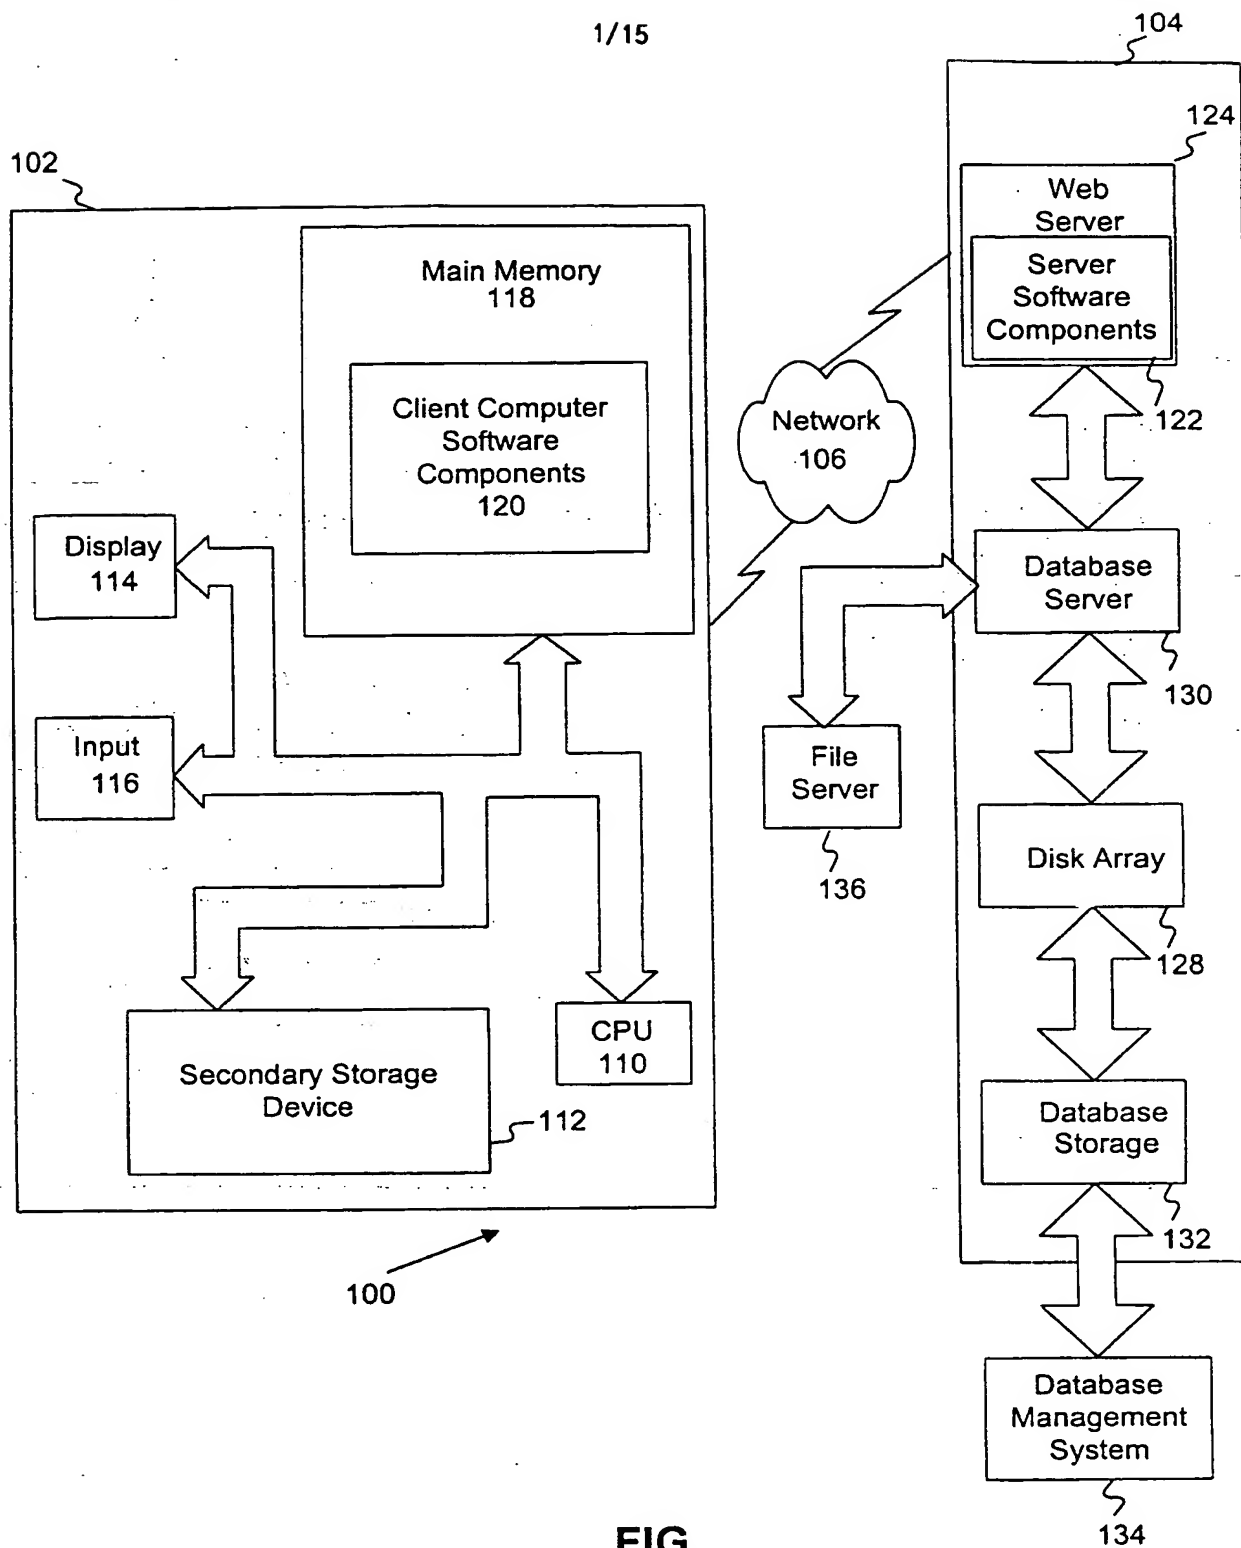 1/15
104
124
102
Web
Server
Server
Software
Components
122
Main Memory
118
Client Computer
Software
Components
120
Network
106
Display
114
Database
Server
130
Input
116
File
Server
136
Disk Array
128
CPU
110
Secondary Storage
Device
112
Database
Storage
132
100
Database
Management
System
134
FIG